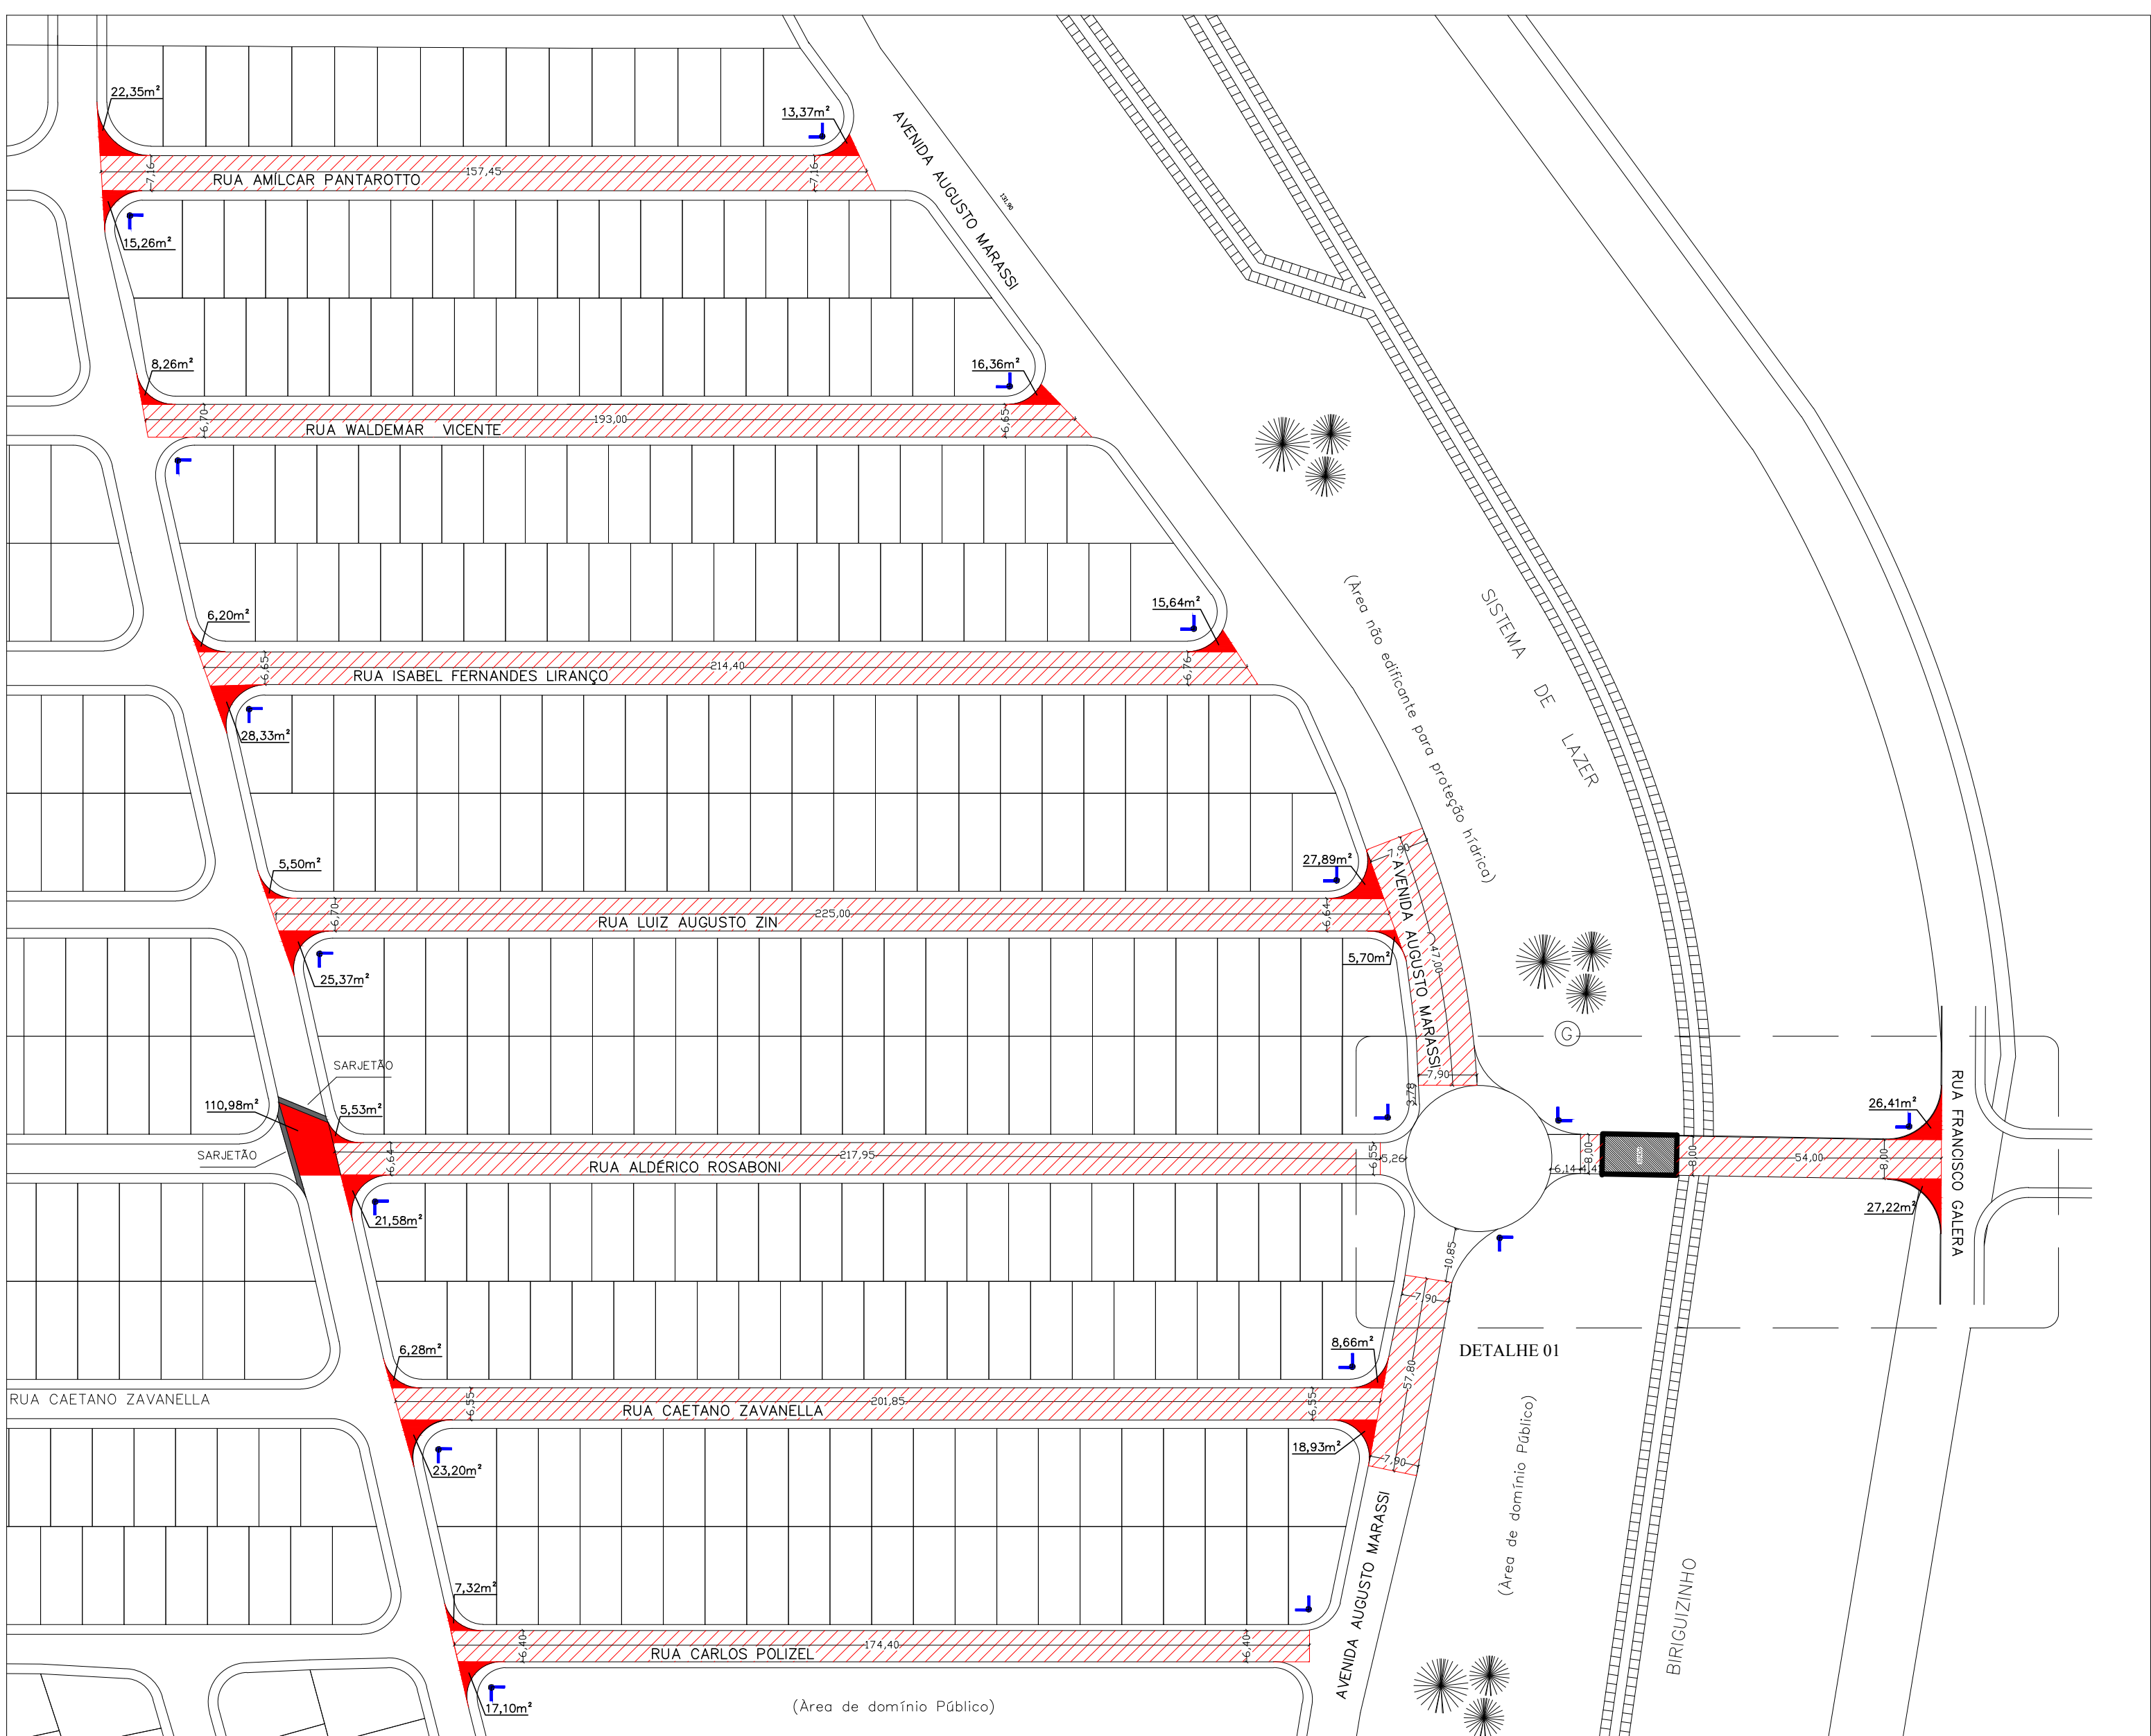 22,35m²
13,37m²
AVENIDA AUGUSTO MARASSI
7,16
157,45
7,16
RUA AMÍLCAR PANTAROTTO
131,90
15,26m²
8,26m²
16,36m²
6,70
193,00
6,65
RUA WALDEMAR VICENTE
6,20m²
15,64m²
(Àrea não edificante para proteção hídrica)
SISTEMA DE LAZER
6,65
214,40
6,76
RUA ISABEL FERNANDES LIRANÇO
28,33m²
5,50m²
27,89m²
7,90
AVENIDA AUGUSTO MARASSI
6,70
225,00
6,64
RUA LUIZ AUGUSTO ZIN
47,00
5,70m²
25,37m²
G
SARJETÃO
7,90
3,78
110,98m²
5,53m²
26,41m²
RUA FRANCISCO GALERA
SARJETÃO
6,64
217,95
6,55
5,26
RUA ALDÉRICO ROSABONI
6,14
4,41
8,00
8,00
54,00
8,00
21,58m²
27,22m²
10,85
7,90
6,28m²
8,66m²
DETALHE 01
57,80
RUA CAETANO ZAVANELLA
6,55
201,85
6,55
RUA CAETANO ZAVANELLA
18,93m²
7,90
23,20m²
(Àrea de domínio Público)
AVENIDA AUGUSTO MARASSI
7,32m²
BIRIGUIZINHO
6,40
174,40
6,40
RUA CARLOS POLIZEL
17,10m²
(Àrea de domínio Público)